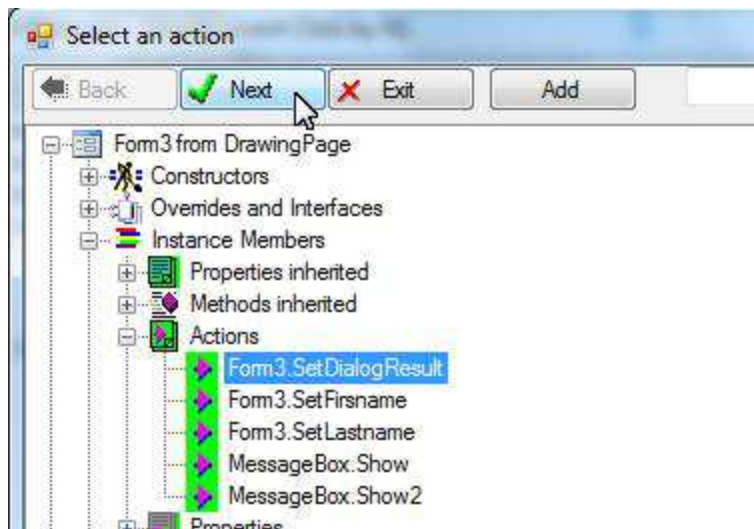 Select an action
Back Next Exit Add
Form3 from DrawingPage
Constructors
Overrides and Interfaces
Instance Members
Properties inherited
Methods inherited
Actions
Form3.SetDialogResult
Form3.SetFirsname
Form3.SetLastname
MessageBox.Show
MessageBox.Show2
Properties